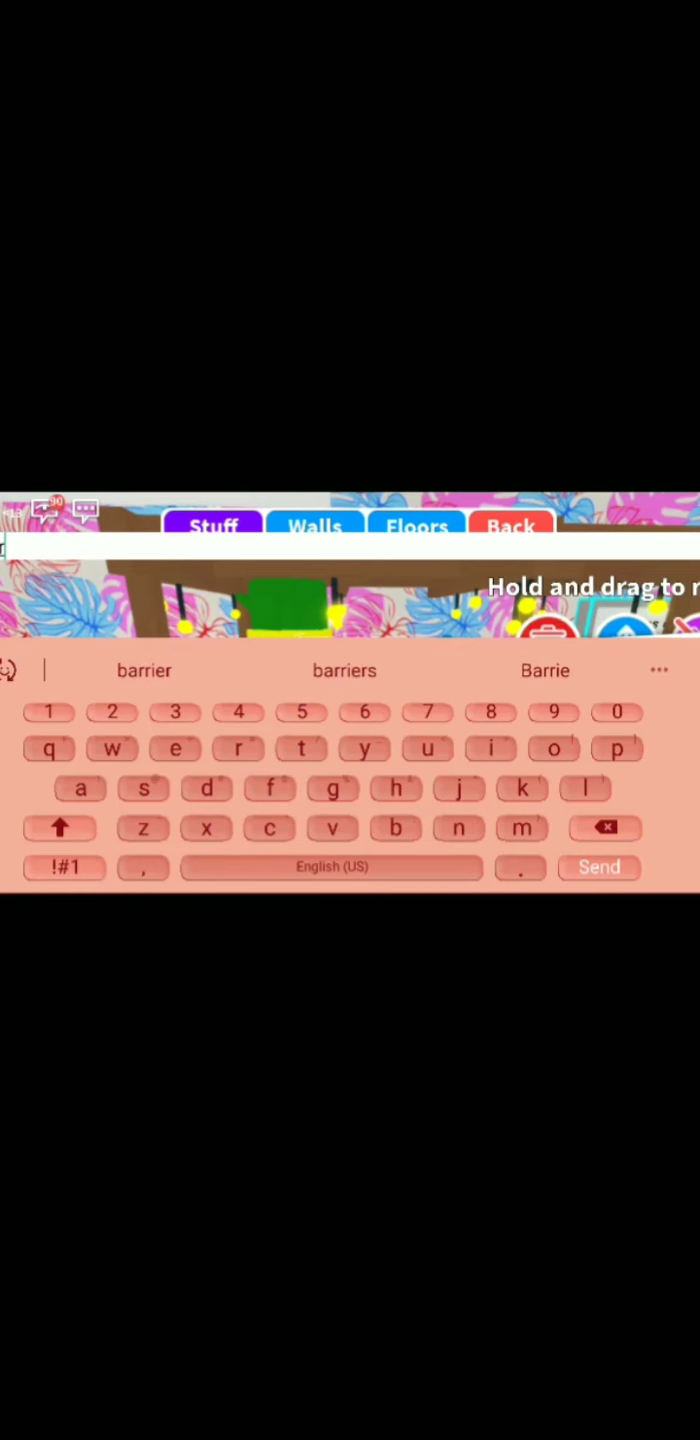 90
Stuff Walls Floors Back
r
Hold and drag to r
barrier barriers Barrie •••
1 2 3 4 5 6 7 8 9 0
q w e r t y u i o p
a s d f g h j k l
z x c v b n m
!#1 , English (US) . Send